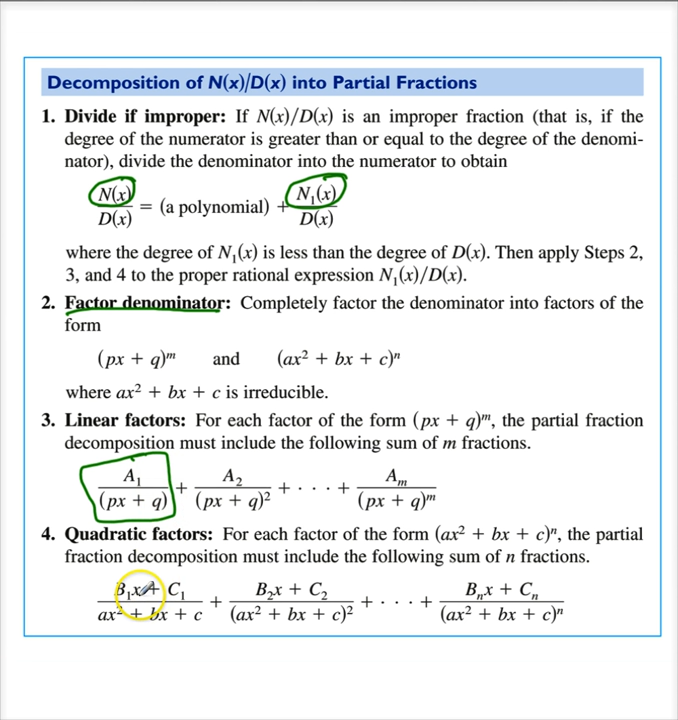 Decomposition of N(x)/D(x) into Partial Fractions
1. Divide if improper: If N(x)/D(x) is an improper fraction (that is, if the
degree of the numerator is greater than or equal to the degree of the denomi-
nator), divide the denominator into the numerator to obtain
N(x)/D(x) = (a polynomial) + N₁(x)/D(x)
where the degree of N₁(x) is less than the degree of D(x). Then apply Steps 2,
3, and 4 to the proper rational expression N₁(x)/D(x).
2. Factor denominator: Completely factor the denominator into factors of the
form
(px + q)ᵐ and (ax² + bx + c)ⁿ
where ax² + bx + c is irreducible.
3. Linear factors: For each factor of the form (px + q)ᵐ, the partial fraction
decomposition must include the following sum of m fractions.
A₁/(px + q) + A₂/(px + q)² + · · · + Aₘ/(px + q)ᵐ
4. Quadratic factors: For each factor of the form (ax² + bx + c)ⁿ, the partial
fraction decomposition must include the following sum of n fractions.
B₁x + C₁/ax² + bx + c + B₂x + C₂/(ax² + bx + c)² + · · · + Bₙx + Cₙ/(ax² + bx + c)ⁿ